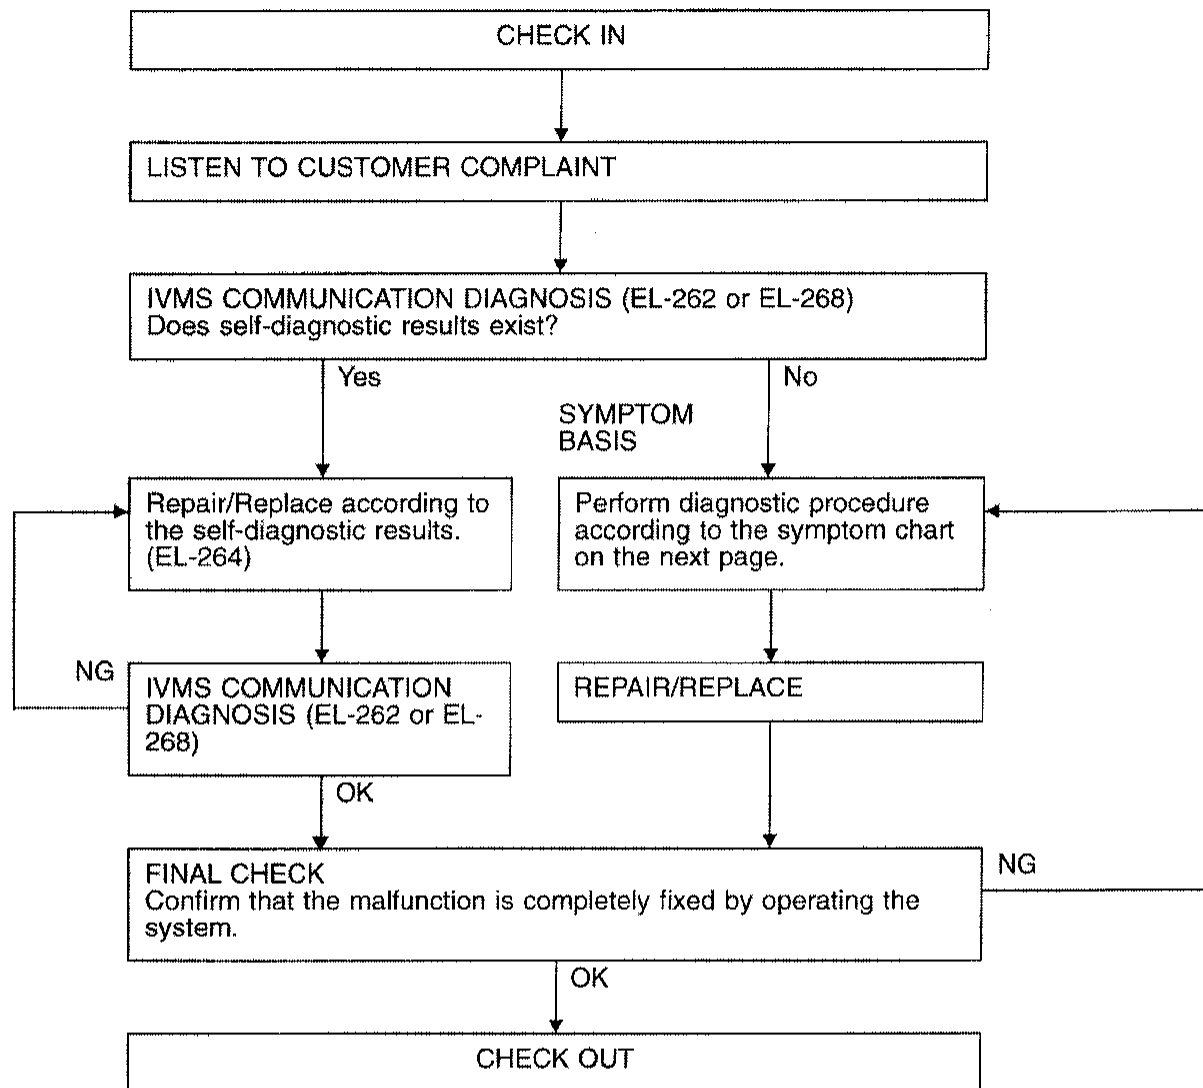 CHECK IN
LISTEN TO CUSTOMER COMPLAINT
IVMS COMMUNICATION DIAGNOSIS (EL-262 or EL-268)
Does self-diagnostic results exist?
Yes
No
SYMPTOM
BASIS
Repair/Replace according to
the self-diagnostic results.
(EL-264)
Perform diagnostic procedure
according to the symptom chart
on the next page.
NG
IVMS COMMUNICATION
DIAGNOSIS (EL-262 or EL-
268)
REPAIR/REPLACE
OK
FINAL CHECK
Confirm that the malfunction is completely fixed by operating the
system.
NG
OK
CHECK OUT